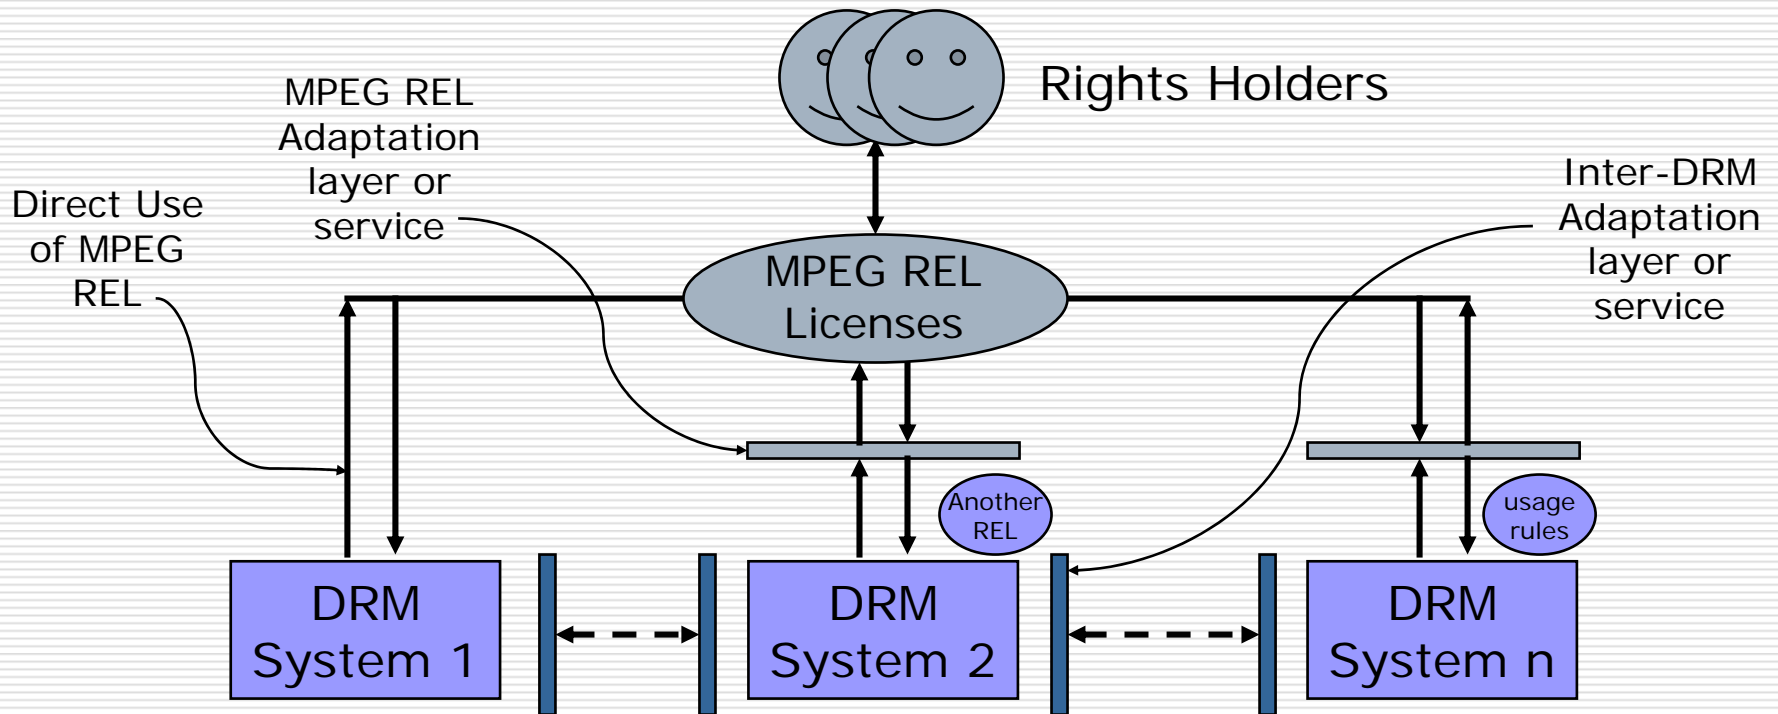 Rights Holders
MPEG REL
Adaptation
layer or
service
Direct Use
of MPEG
REL
Inter-DRM
Adaptation
layer or
service
MPEG REL
Licenses
Another
REL
usage
rules
DRM
System 1
DRM
System 2
DRM
System n